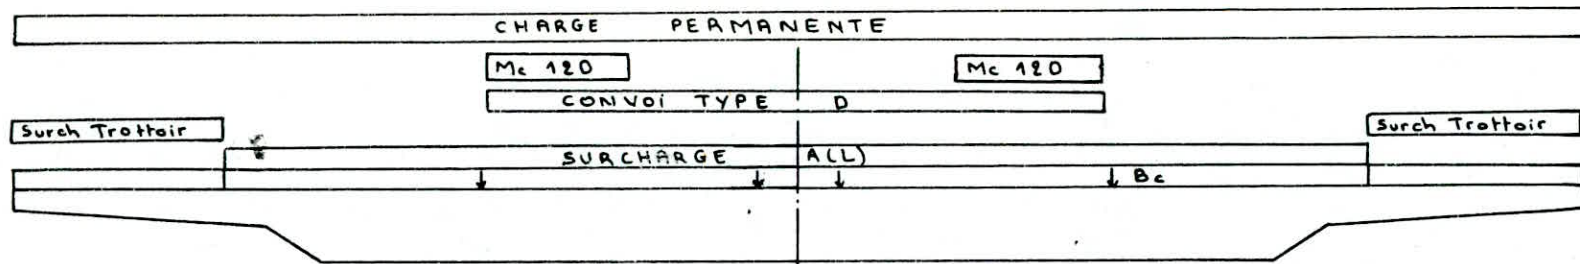 CHARGE PERMANENTE
Mc 120 Mc 120
CONVOI TYPE D
Surch Trottoir Surch Trottoir
SURCHARGE A(L)
Bc